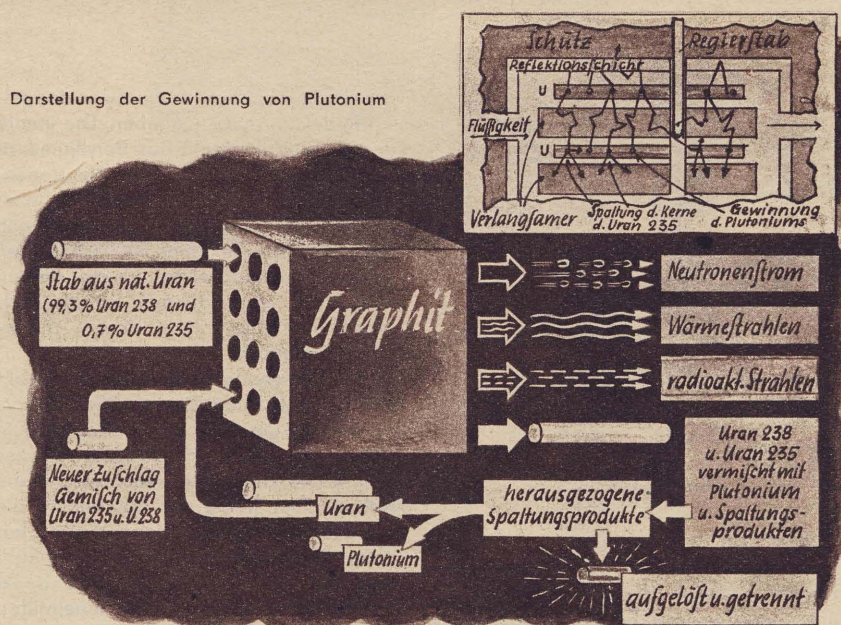 Darstellung der Gewinnung von Plutonium
Schutz
Regierstab
Reflektionsſchicht
U
Flüſſigkeit
U
Verlangſamer
Spaltung d. Kerne
d. Uran 235
Gewinnung
d. Plutoniums
Stab aus nat. Uran
(99,3% Uran 238 und
0,7% Uran 235
Graphit
Neutronenſtrom
Wärmeſtrahlen
radioakt. Strahlen
Neuer Zuſchlag
Gemiſch von
Uran 235 u. U. 238
Uran
Plutonium
herausgezogene
Spaltungsprodukte
Uran 238
u. Uran 235
vermiſcht mit
Plutonium
u. Spaltungs-
produkten
aufgelöſt u. getrennt